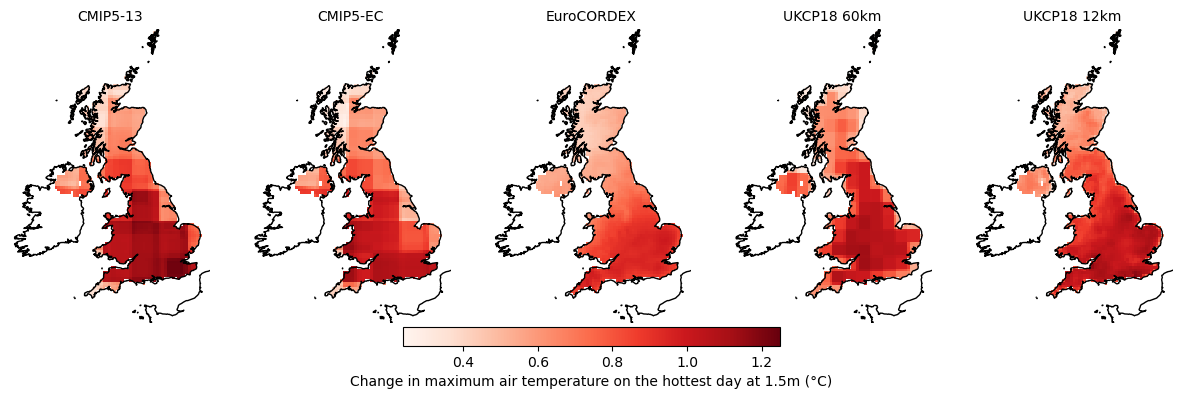 CMIP5-13 CMIP5-EC EuroCORDEX UKCP18 60km UKCP18 12km
0.4 0.6 0.8 1.0 1.2
Change in maximum air temperature on the hottest day at 1.5m (°C)